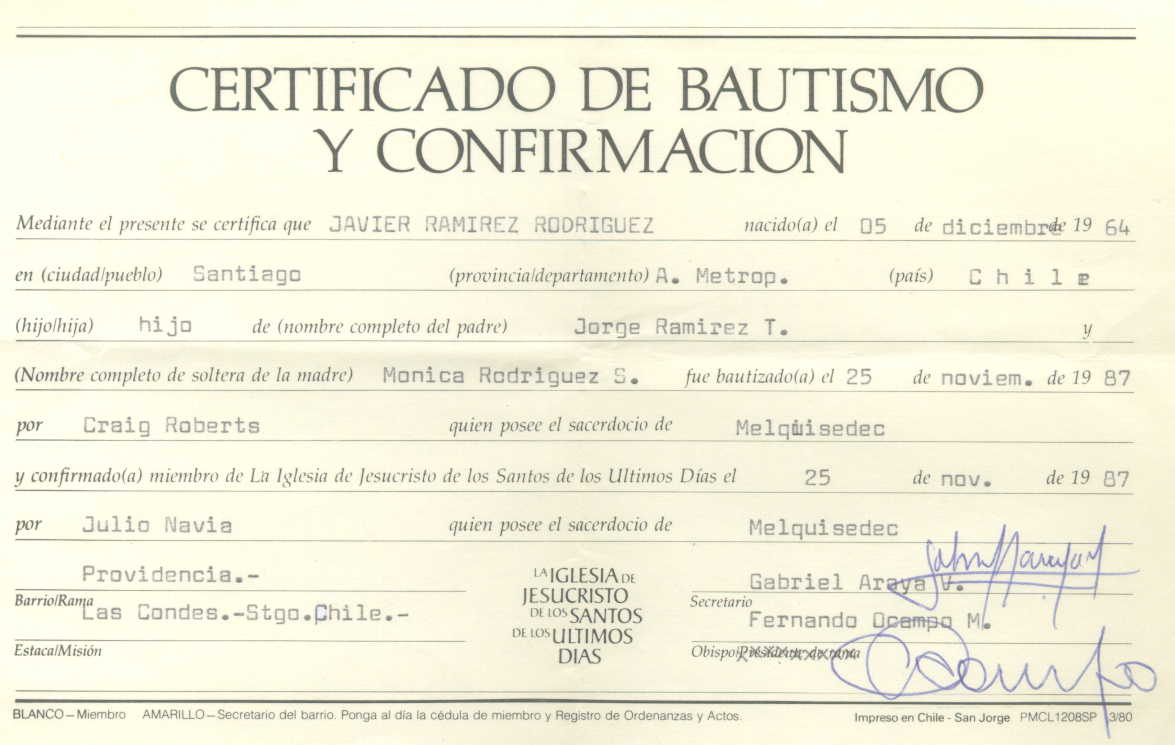 CERTIFICADO DE BAUTISMO
Y CONFIRMACION
Mediante el presente se certifica que JAVIER RAMIREZ RODRIGUEZ nacido(a) el 05 de diciembre de 19 64
en (ciudad/pueblo) Santiago (provincia/departamento) A. Metrop. (país) C h i l e
(hijo/hija) hijo de (nombre completo del padre) Jorge Ramirez T. y
(Nombre completo de soltera de la madre) Monica Rodriguez S. fue bautizado(a) el 25 de noviem. de 19 87
por Craig Roberts quien posee el sacerdocio de Melquisedec
y confirmado(a) miembro de La Iglesia de Jesucristo de los Santos de los Ultimos Días el 25 de nov. de 19 87
por Julio Navia quien posee el sacerdocio de Melquisedec
Providencia.- Gabriel Araya V.
Barrio/Rama Secretario
Las Condes.-Stgo.Chile.- Fernando Ocampo M.
Estaca/Misión Obispo/Presidente de rama
LA IGLESIA DE
JESUCRISTO
DE LOS SANTOS
DE LOS ULTIMOS
DIAS
BLANCO – Miembro AMARILLO – Secretario del barrio. Ponga al día la cédula de miembro y Registro de Ordenanzas y Actos. Impreso en Chile - San Jorge PMCL1208SP 3/80